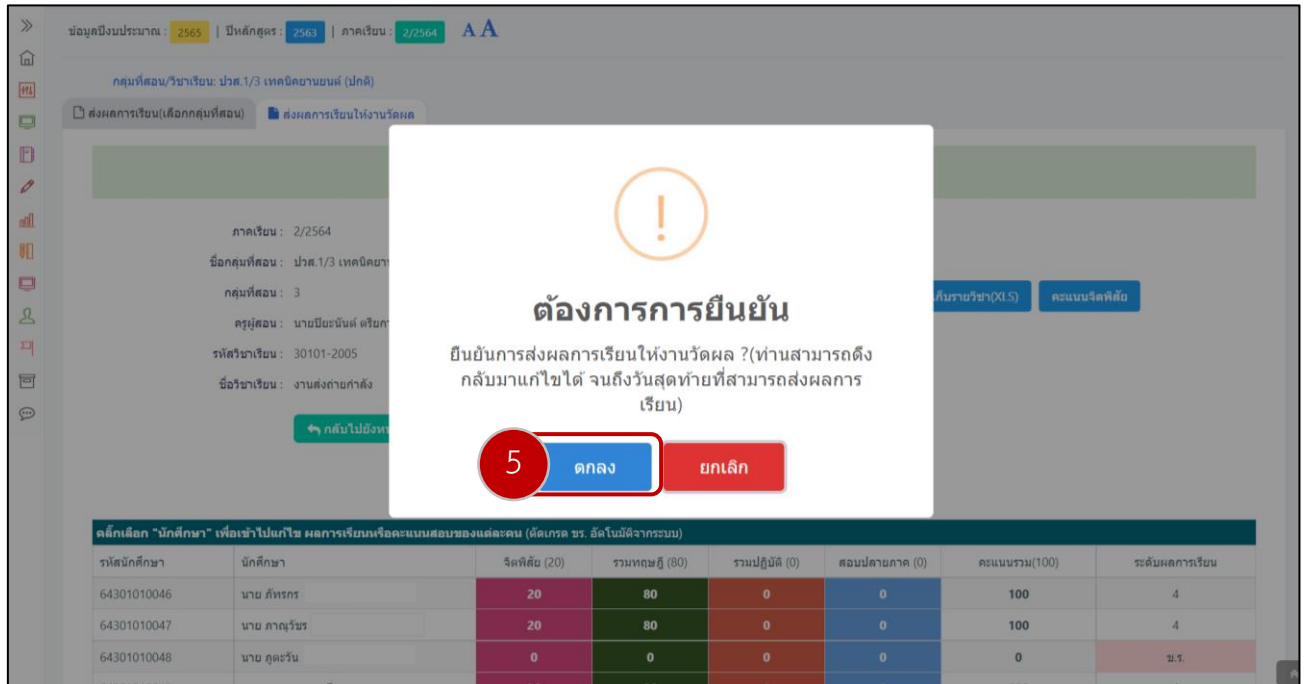 ข้อมูลปีงบประมาณ : 2565 | ปีหลักสูตร : 2563 | ภาคเรียน : 2/2564 A A
กลุ่มที่สอน/วิชาเรียน: ปวส.1/3 เทคนิคยานยนต์ (ปกติ)
ส่งผลการเรียน(เลือกกลุ่มที่สอน) ส่งผลการเรียนให้งานวัดผล
ภาคเรียน : 2/2564
ชื่อกลุ่มที่สอน : ปวส.1/3
กลุ่มที่สอน : 3
ก็บรายวิชา(XLS) คะแนนจิตพิสัย
ครูผู้สอน : นายปิยะนันต์
รหัสวิชาเรียน : 30101-2005
ชื่อวิชาเรียน : งานส่งถ่ายกำลัง
กลับไปยังห
ต้องการการยืนยัน
ยืนยันการส่งผลการเรียนให้งานวัดผล ?(ท่านสามารถดึง
กลับมาแก้ไขได้ จนถึงวันสุดท้ายที่สามารถส่งผลการ
เรียน)
5 ตกลง ยกเลิก
คลิ๊กเลือก "นักศึกษา" เพื่อเข้าไปแก้ไข ผลการเรียนหรือคะแนนสอบของแต่ละคน (ตัดเกรด ขร. อัตโนมัติจากระบบ)
รหัสนักศึกษา นักศึกษา จิตพิสัย (20) รวมทฤษฎี (80) รวมปฏิบัติ (0) สอบปลายภาค (0) คะแนนรวม(100) ระดับผลการเรียน
64301010046 นาย ภัทรกร 20 80 0 0 100 4
64301010047 นาย ภาณุวัชร 20 80 0 0 100 4
64301010048 นาย ภูตะวัน 0 0 0 0 0 ข.ร.